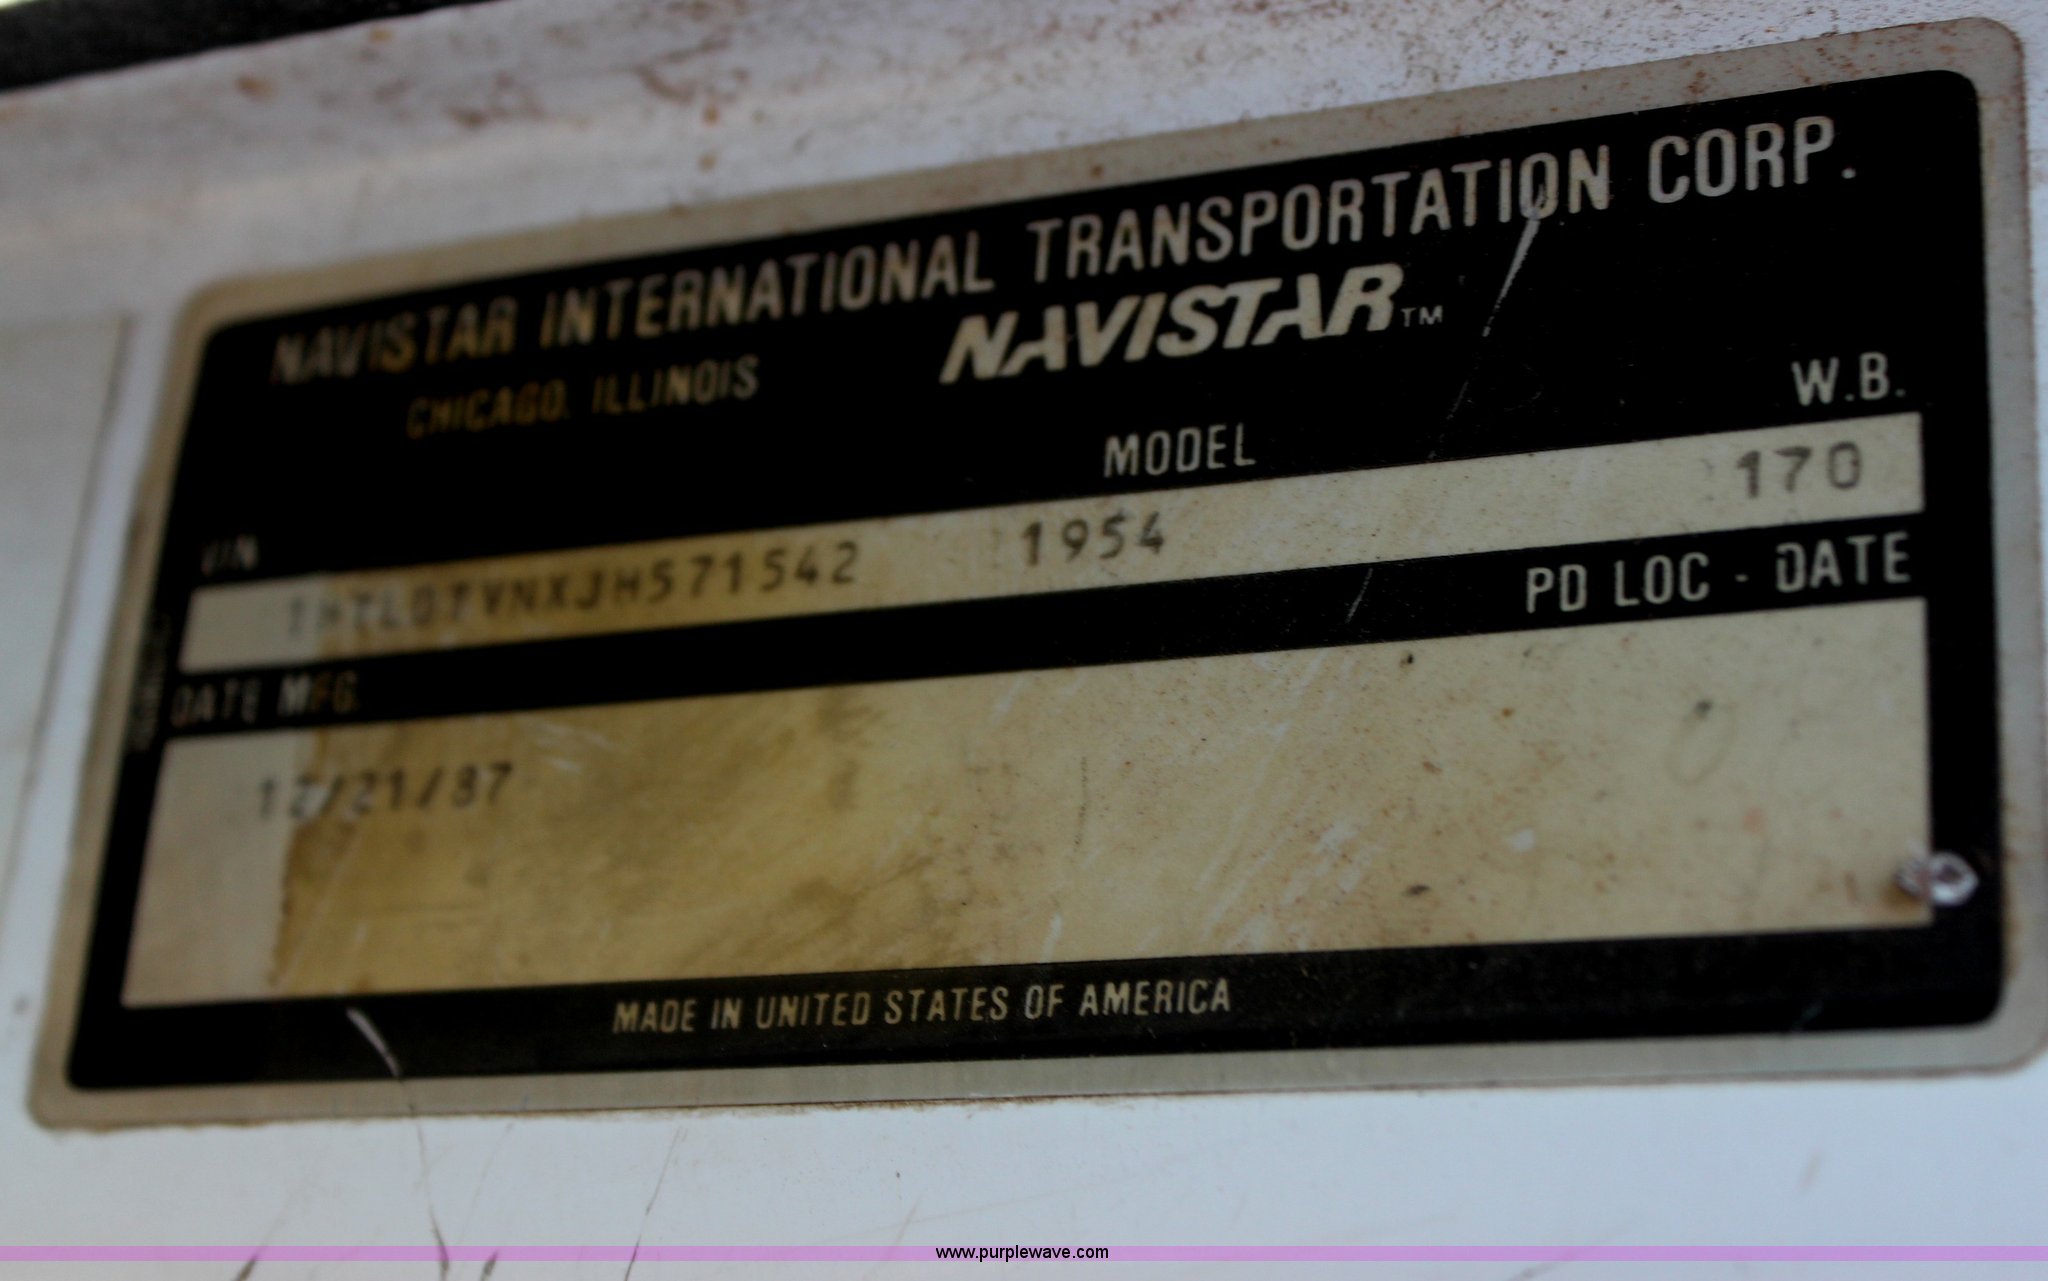 NAVISTAR INTERNATIONAL TRANSPORTATION CORP.
CHICAGO, ILLINOIS NAVISTAR™
VIN MODEL W.B.
1HTLDTVNXJH571542 1954 170
DATE MFG. PD LOC - DATE
12/21/87
MADE IN UNITED STATES OF AMERICA
www.purplewave.com